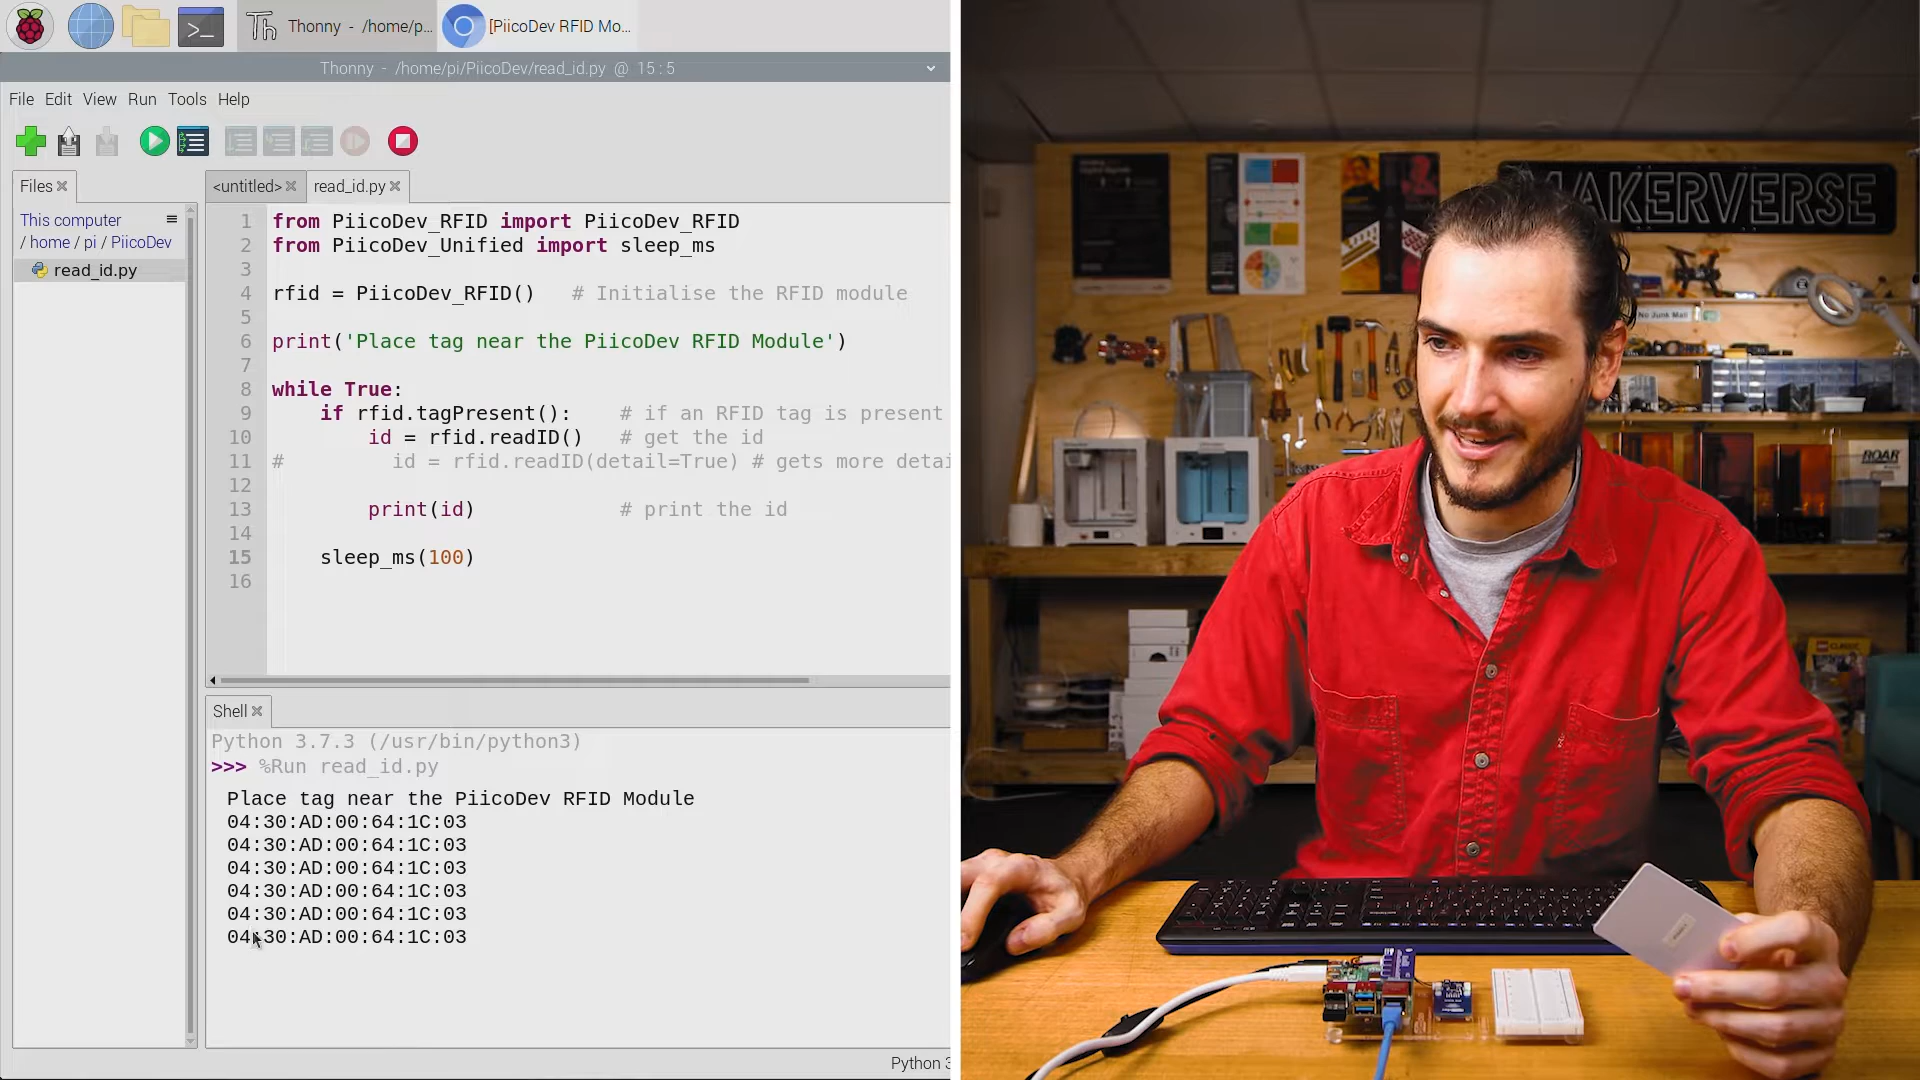 Thonny - /home/p...
[PiicoDev RFID Mo...
Thonny - /home/pi/PiicoDev/read_id.py @ 15 : 5
File Edit View Run Tools Help
Files
<untitled>
read_id.py
This computer
/ home / pi / PiicoDev
read_id.py
1 from PiicoDev_RFID import PiicoDev_RFID
2 from PiicoDev_Unified import sleep_ms
3
4 rfid = PiicoDev_RFID() # Initialise the RFID module
5
6 print('Place tag near the PiicoDev RFID Module')
7
8 while True:
9 if rfid.tagPresent(): # if an RFID tag is present
10 id = rfid.readID() # get the id
11 # id = rfid.readID(detail=True) # gets more detai
12
13 print(id) # print the id
14
15 sleep_ms(100)
16
Shell
Python 3.7.3 (/usr/bin/python3)
>>> %Run read_id.py
Place tag near the PiicoDev RFID Module
04:30:AD:00:64:1C:03
04:30:AD:00:64:1C:03
04:30:AD:00:64:1C:03
04:30:AD:00:64:1C:03
04:30:AD:00:64:1C:03
04:30:AD:00:64:1C:03
Python 3
MAKERVERSE
No Junk Mail
ROAR
LEGO CLASSIC